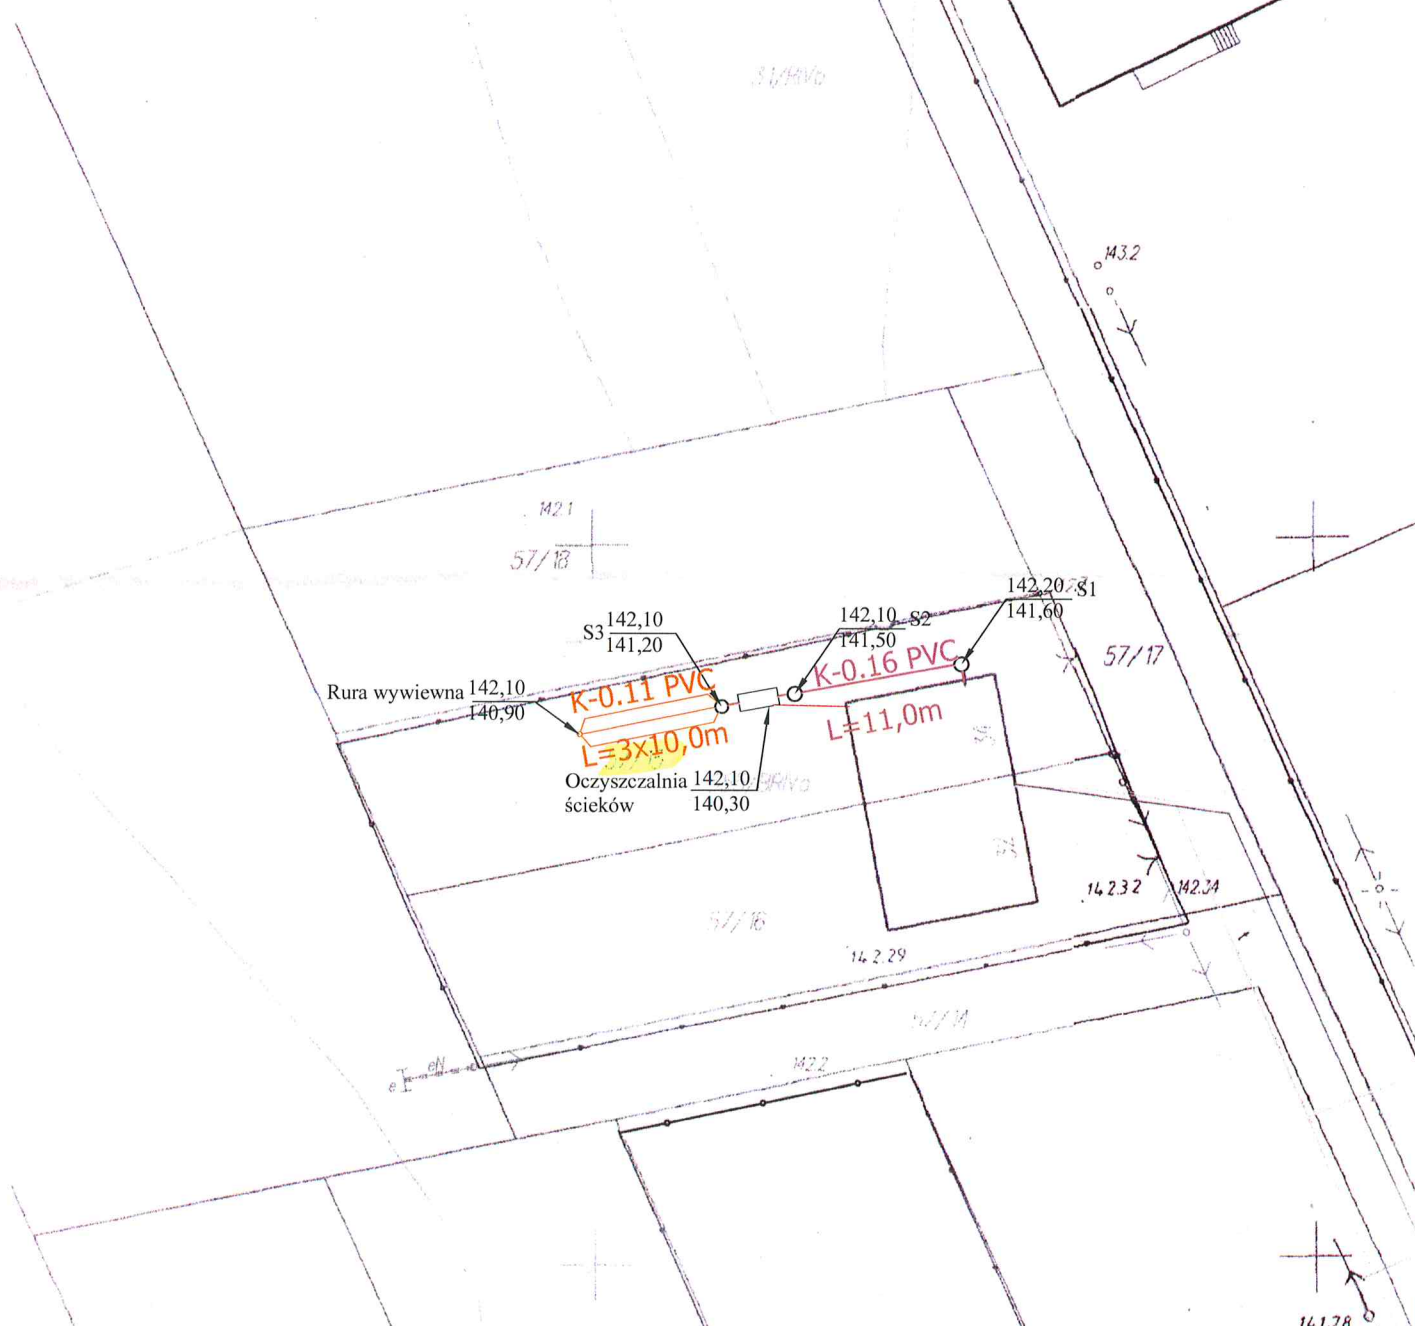 143.2
142.1
57/18
142,20 S1
141,60
142,10 S2
141,50
S3 142,10
141,20
57/17
K-0.16 PVC
Rura wywiewna 142,10
140,90
K-0.11 PVC
L=11,0m
L=3x10,0m
Oczyszczalnia 142,10
ścieków 140,30
142.32
142.34
57/16
142.29
57/14
eN
e
142.2
141.78